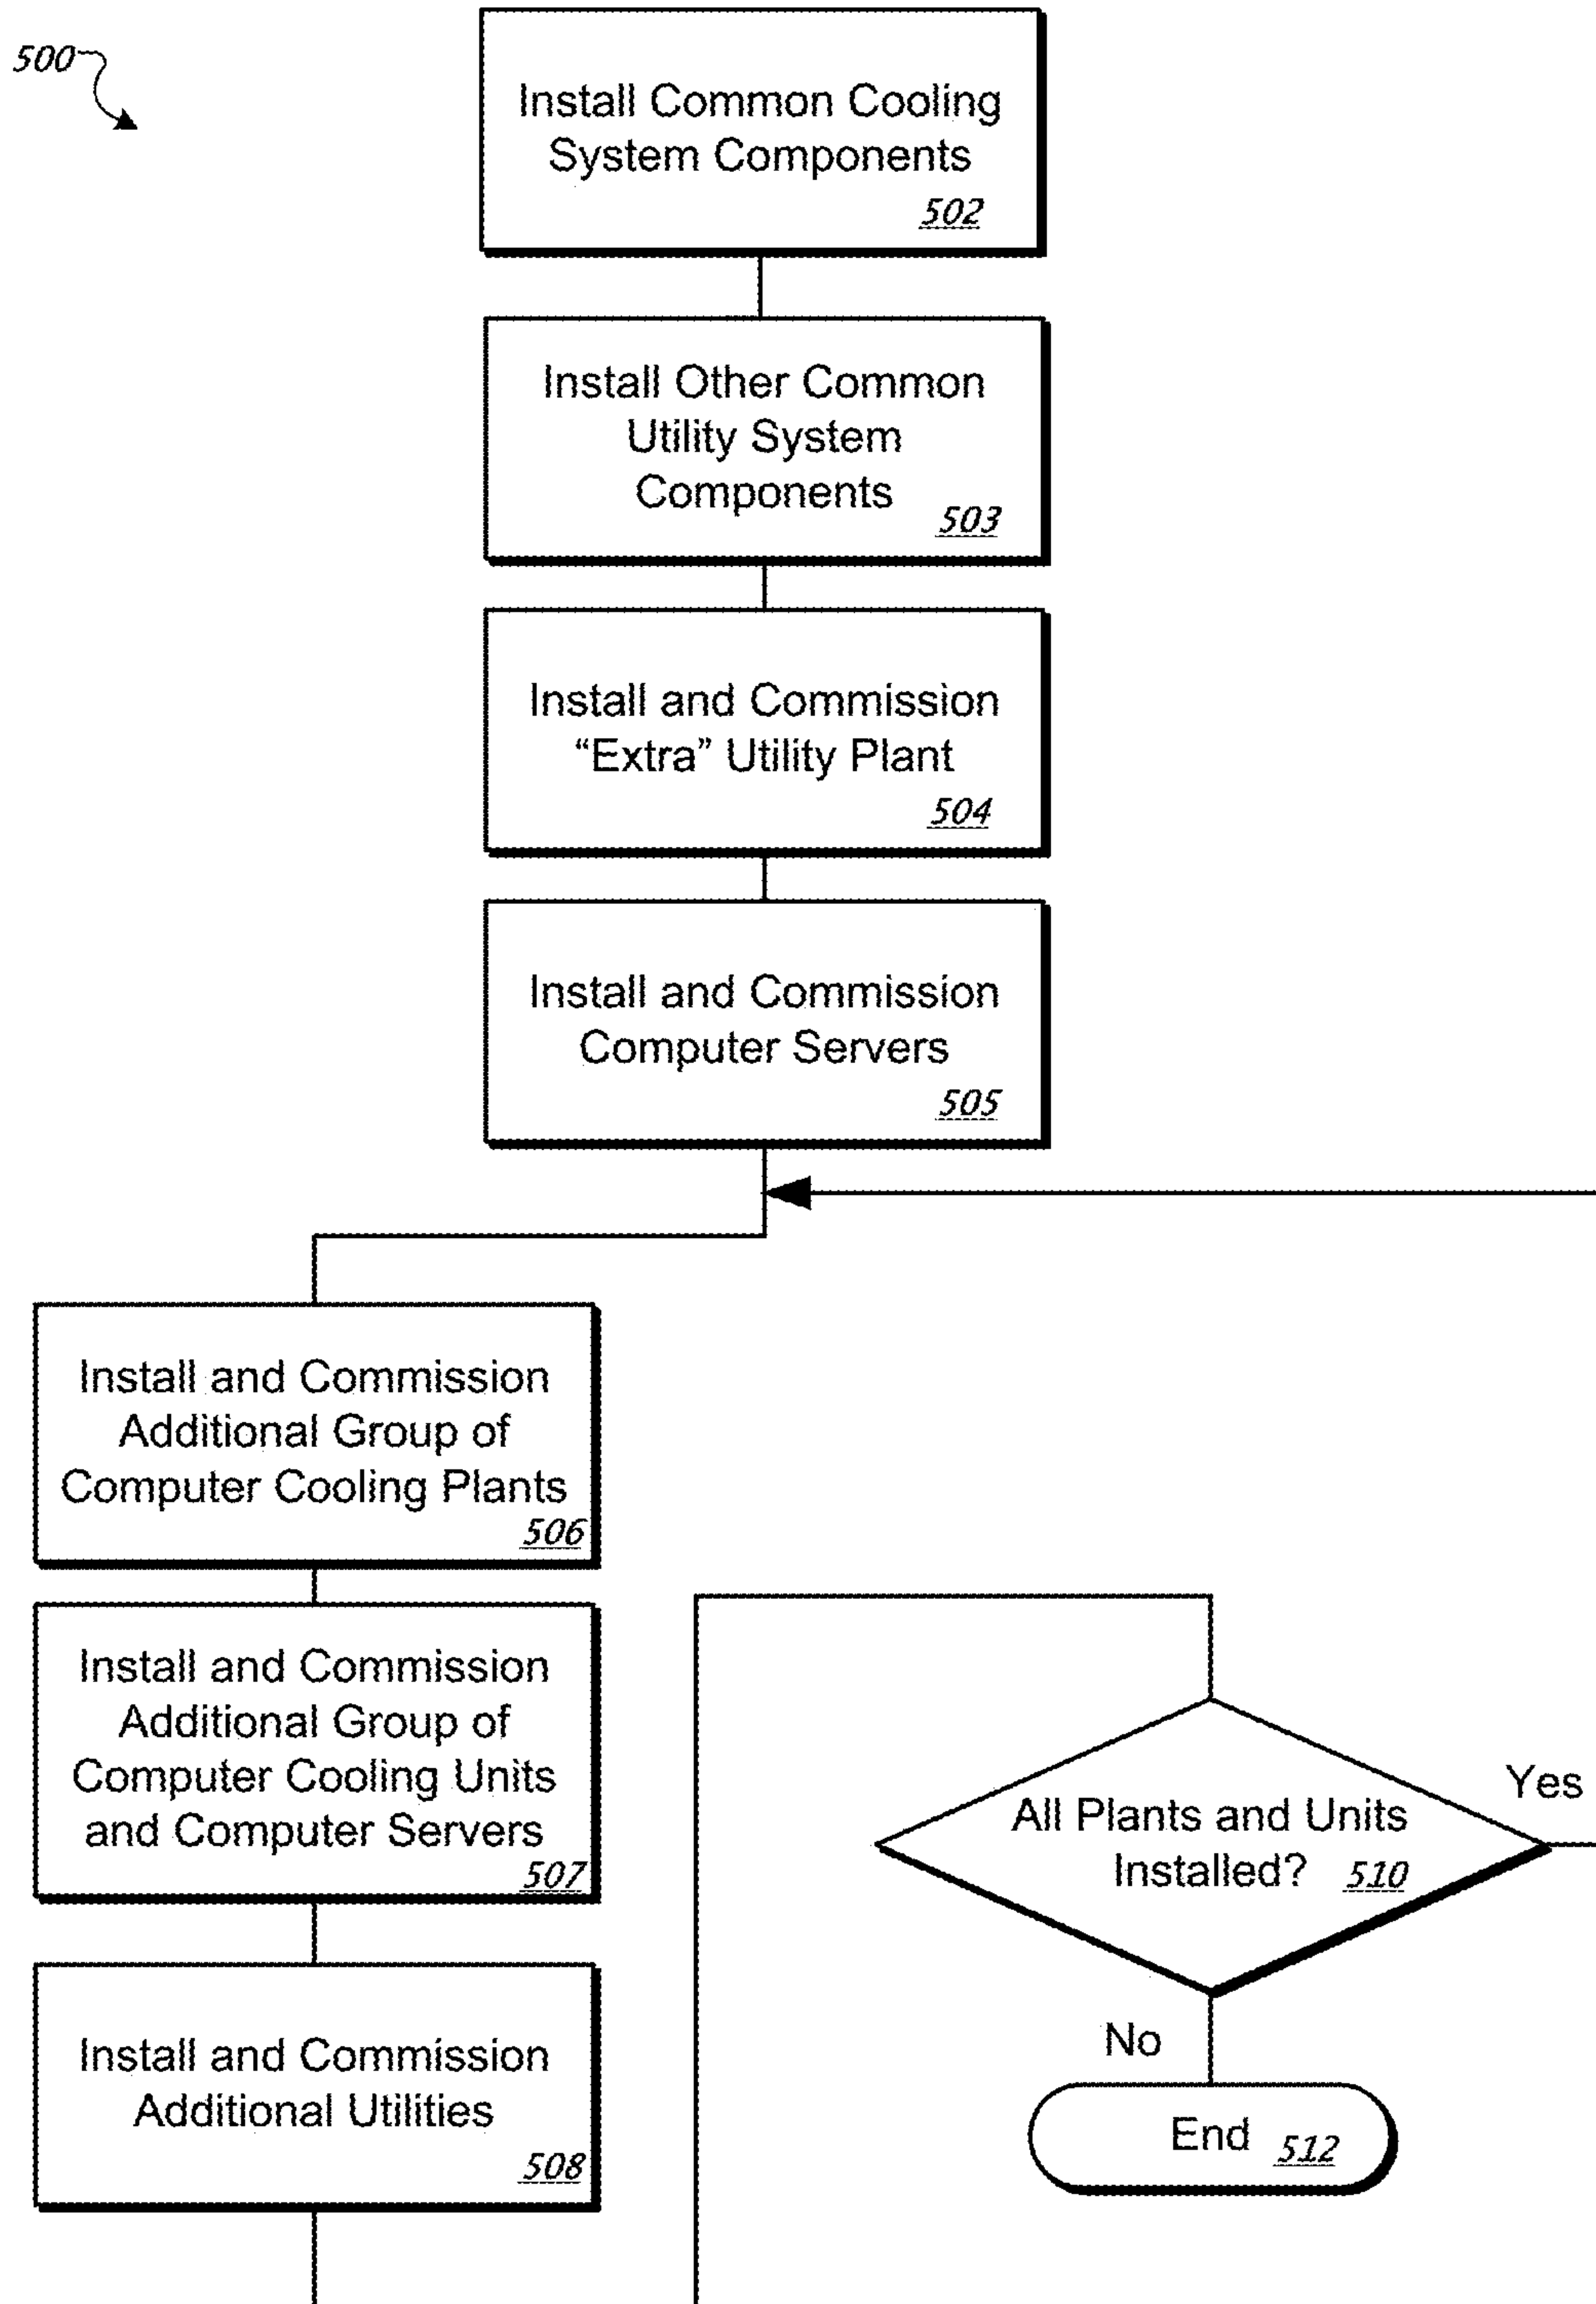 500
Install Common Cooling
System Components
502
Install Other Common
Utility System
Components
503
Install and Commission
“Extra” Utility Plant
504
Install and Commission
Computer Servers
505
Install and Commission
Additional Group of
Computer Cooling Plants
506
Install and Commission
Additional Group of
Computer Cooling Units
and Computer Servers
507
Install and Commission
Additional Utilities
508
All Plants and Units
Installed? 510
Yes
No
End 512